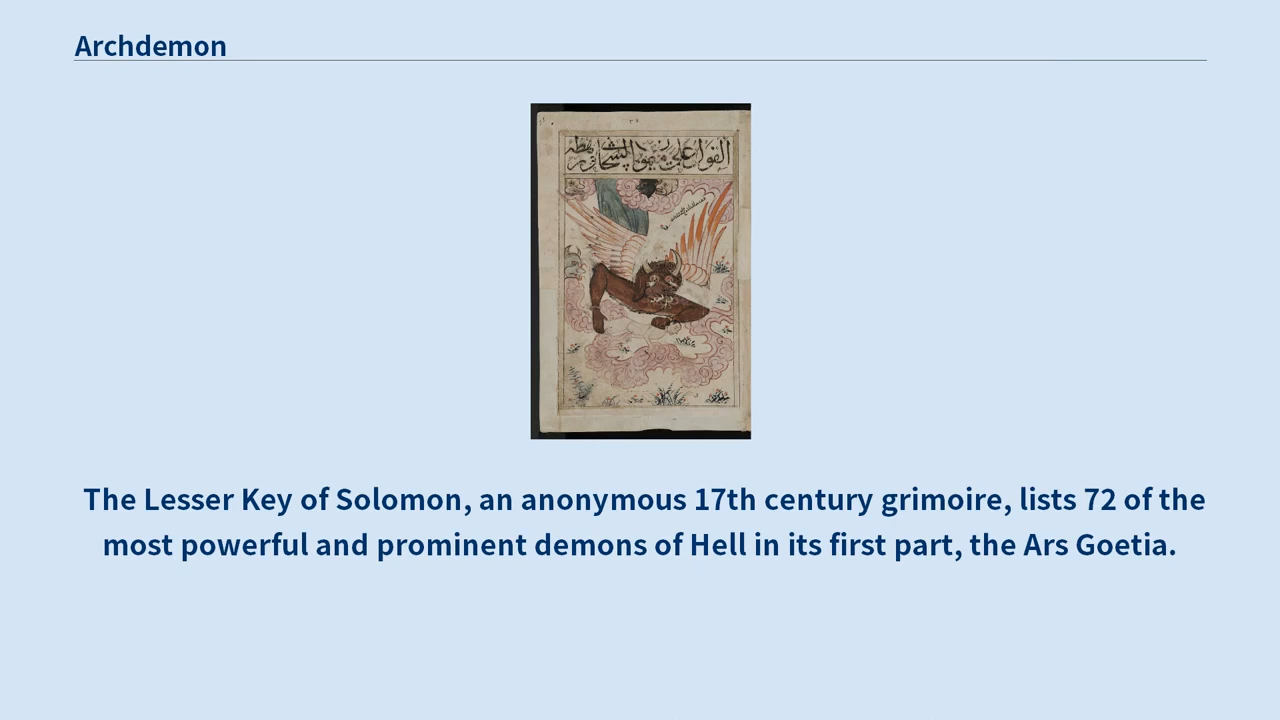 Archdemon
The Lesser Key of Solomon, an anonymous 17th century grimoire, lists 72 of the
most powerful and prominent demons of Hell in its first part, the Ars Goetia.